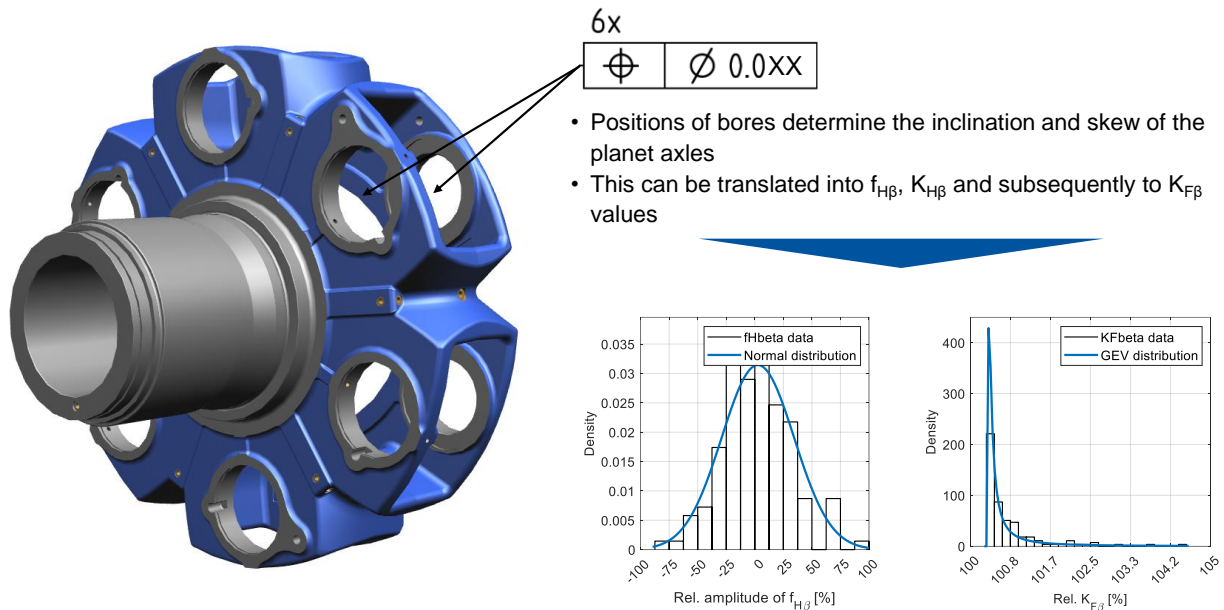 6x
⌖ Ø 0.0XX
• Positions of bores determine the inclination and skew of the
planet axles
• This can be translated into fHβ, KHβ and subsequently to KFβ
values
fHbeta data
Normal distribution
0.035
0.03
0.025
0.02
0.015
0.01
0.005
0
Density
-100
-75
-50
-25
0
25
50
75
100
Rel. amplitude of fHβ [%]
KFbeta data
GEV distribution
400
300
200
100
0
Density
100
100.8
101.7
102.5
103.3
104.2
105
Rel. KFβ [%]